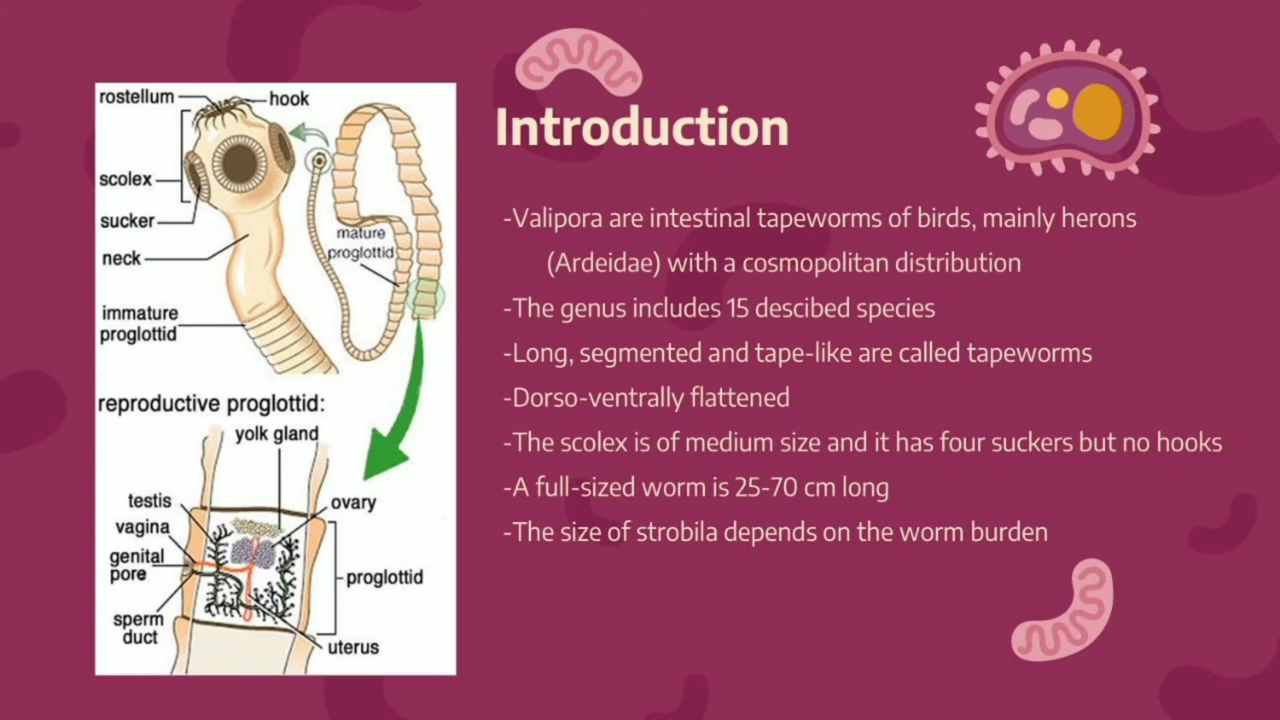 rostellum
hook
scolex
sucker
neck
mature
proglottid
immature
proglottid
reproductive proglottid:
yolk gland
testis
ovary
vagina
genital
pore
proglottid
sperm
duct
uterus
Introduction
-Valipora are intestinal tapeworms of birds, mainly herons
(Ardeidae) with a cosmopolitan distribution
-The genus includes 15 descibed species
-Long, segmented and tape-like are called tapeworms
-Dorso-ventrally flattened
-The scolex is of medium size and it has four suckers but no hooks
-A full-sized worm is 25-70 cm long
-The size of strobila depends on the worm burden